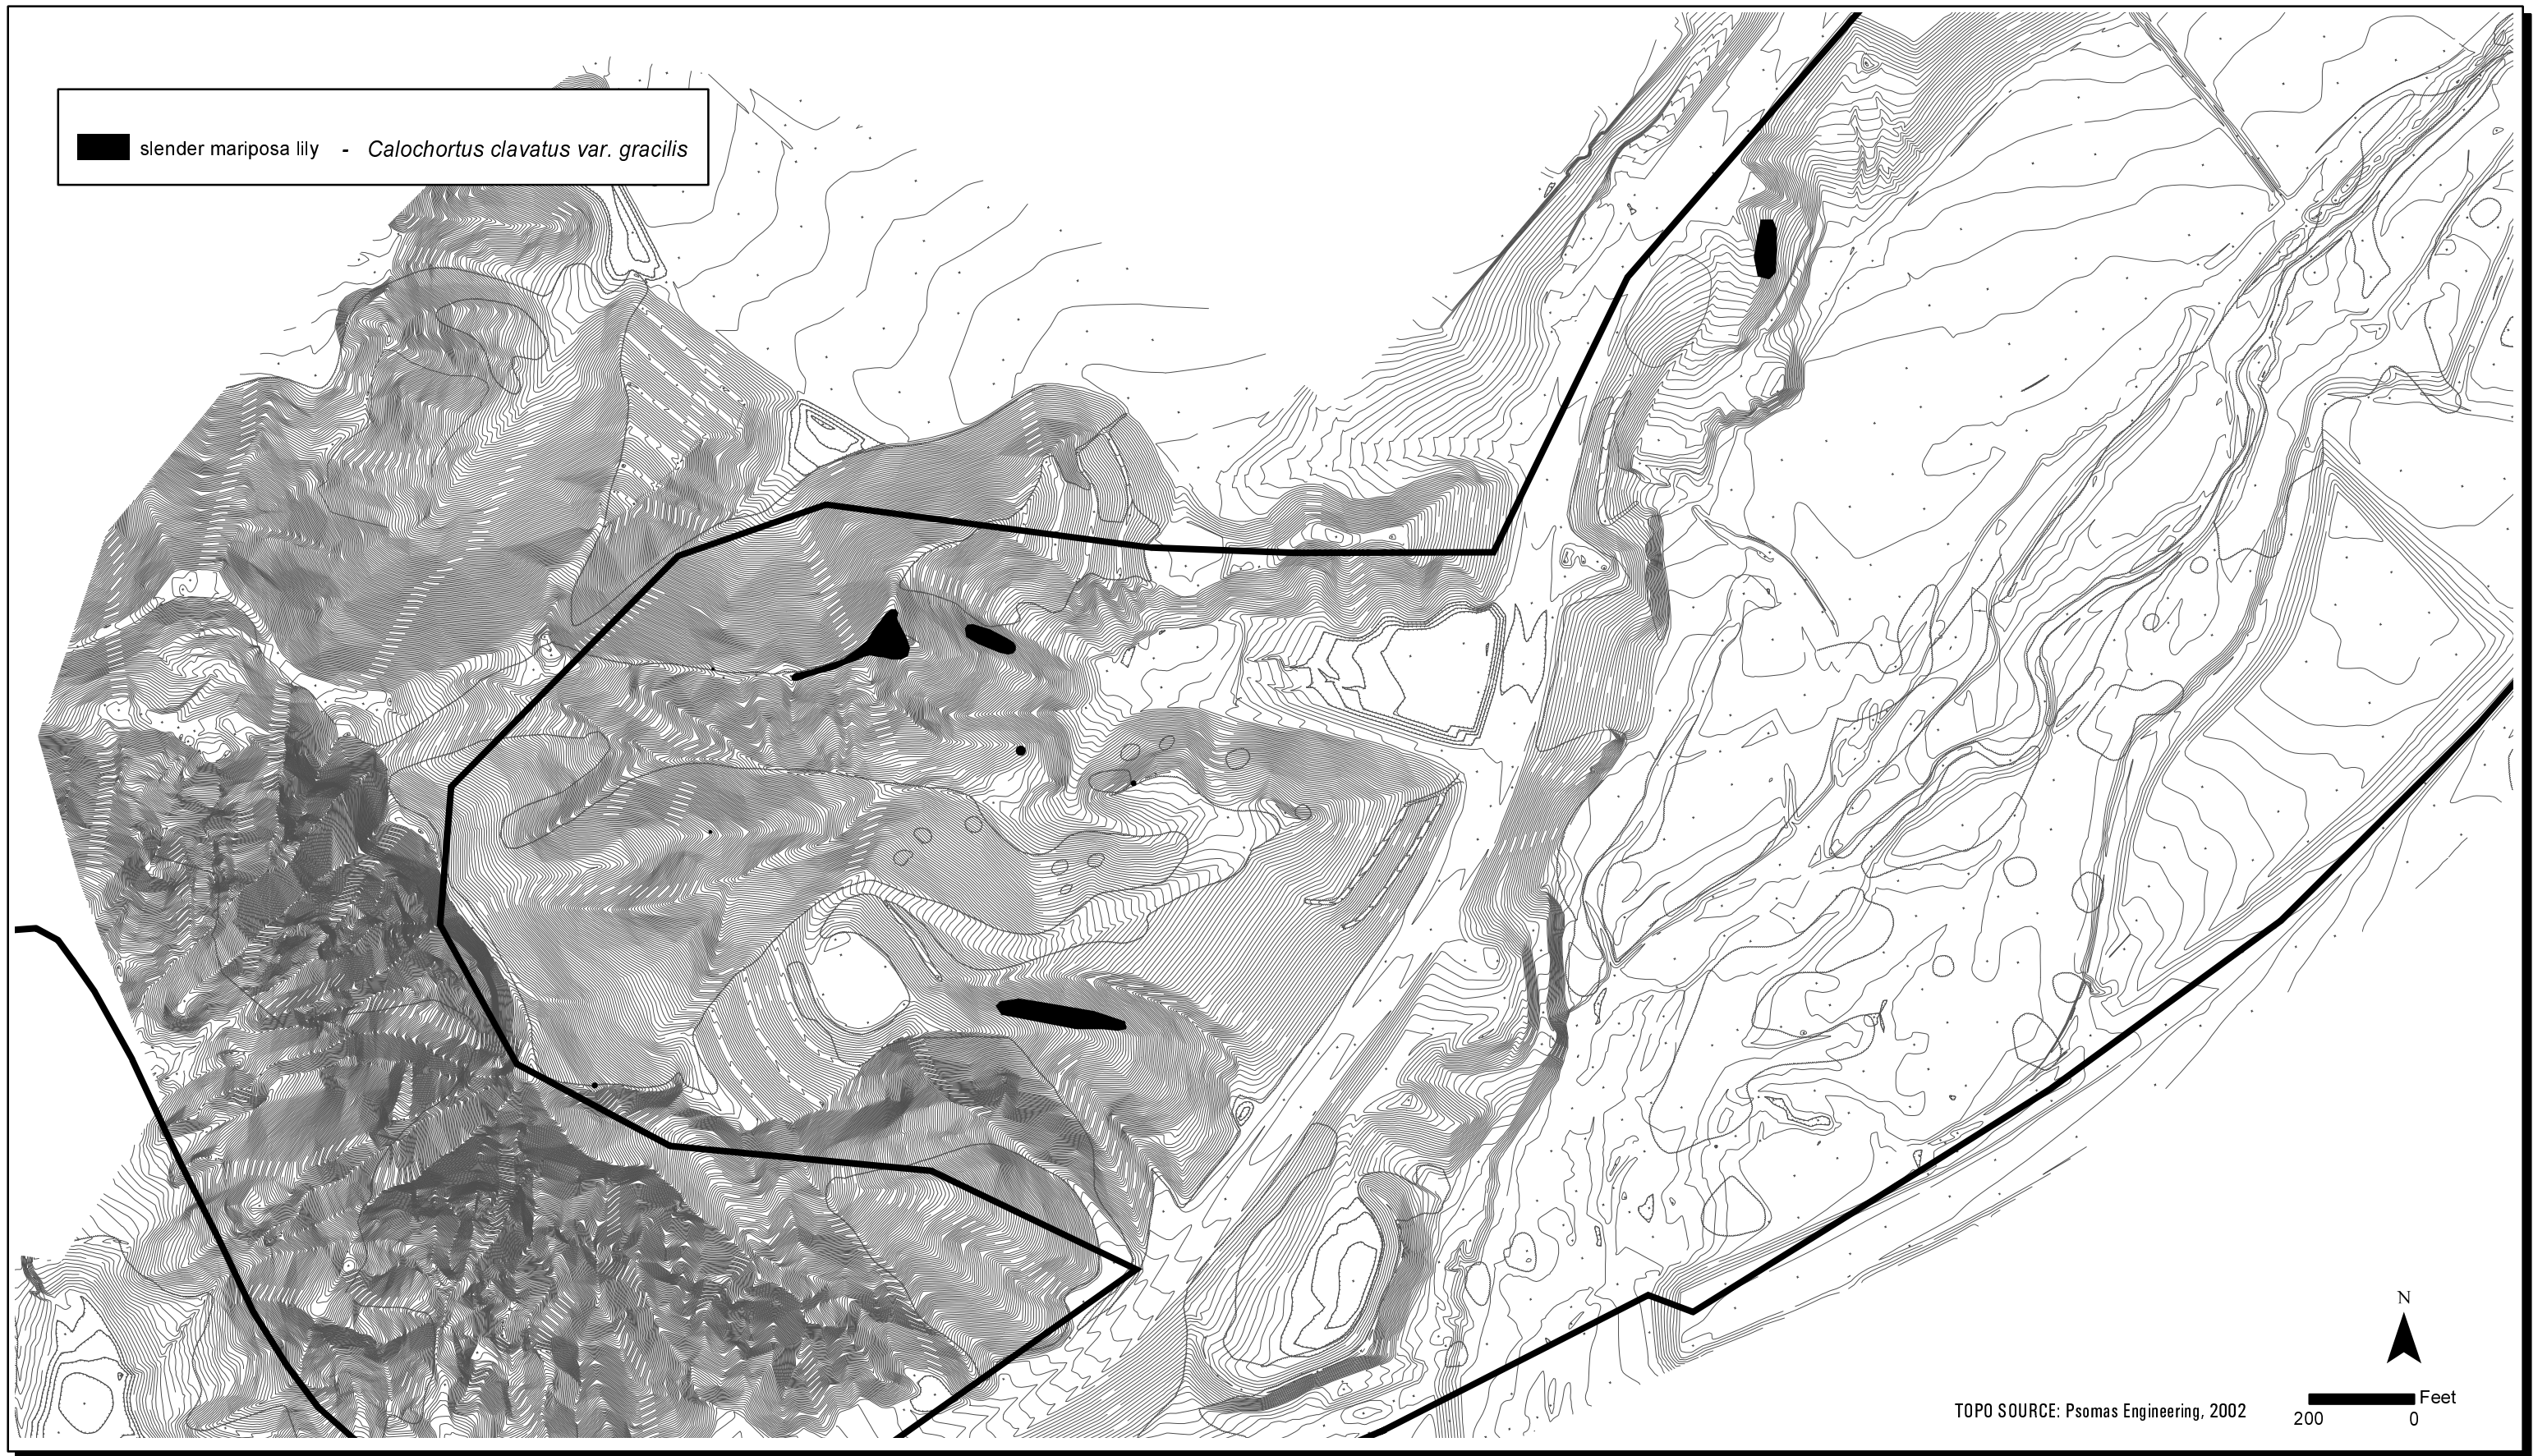 slender mariposa lily - Calochortus clavatus var. gracilis
N
Feet
200 0
TOPO SOURCE: Psomas Engineering, 2002